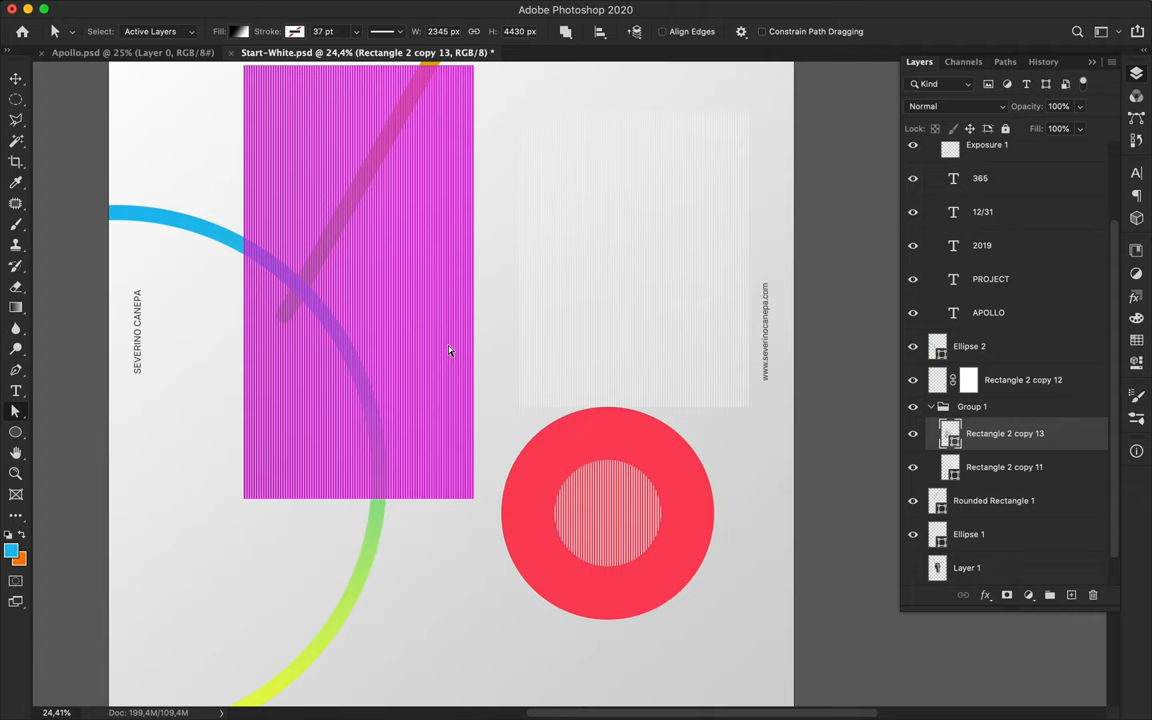 Adobe Photoshop 2020
Select: Active Layers Fill: Stroke: 37 pt W: 2345 px H: 4430 px Align Edges Constrain Path Dragging
Apollo.psd @ 25% (Layer 0, RGB/8#) Start-White.psd @ 24,4% (Rectangle 2 copy 13, RGB/8) *
Layers Channels Paths History
Kind
Normal Opacity: 100%
Lock: Fill: 100%
Exposure 1
365
12/31
2019
PROJECT
APOLLO
Ellipse 2
Rectangle 2 copy 12
Group 1
Rectangle 2 copy 13
Rectangle 2 copy 11
Rounded Rectangle 1
Ellipse 1
Layer 1
SEVERINO CANEPA
www.severinocanepa.com
24,41% Doc: 199,4M/109,4M